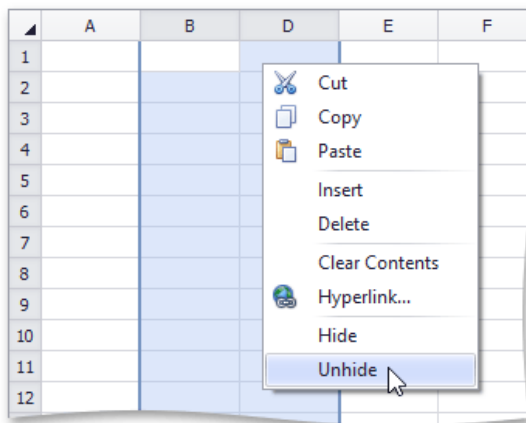 A B D E F
1
2
Cut
3
Copy
4
Paste
5
Insert
6
Delete
7
Clear Contents
8
Hyperlink...
9
Hide
10
Unhide
11
12